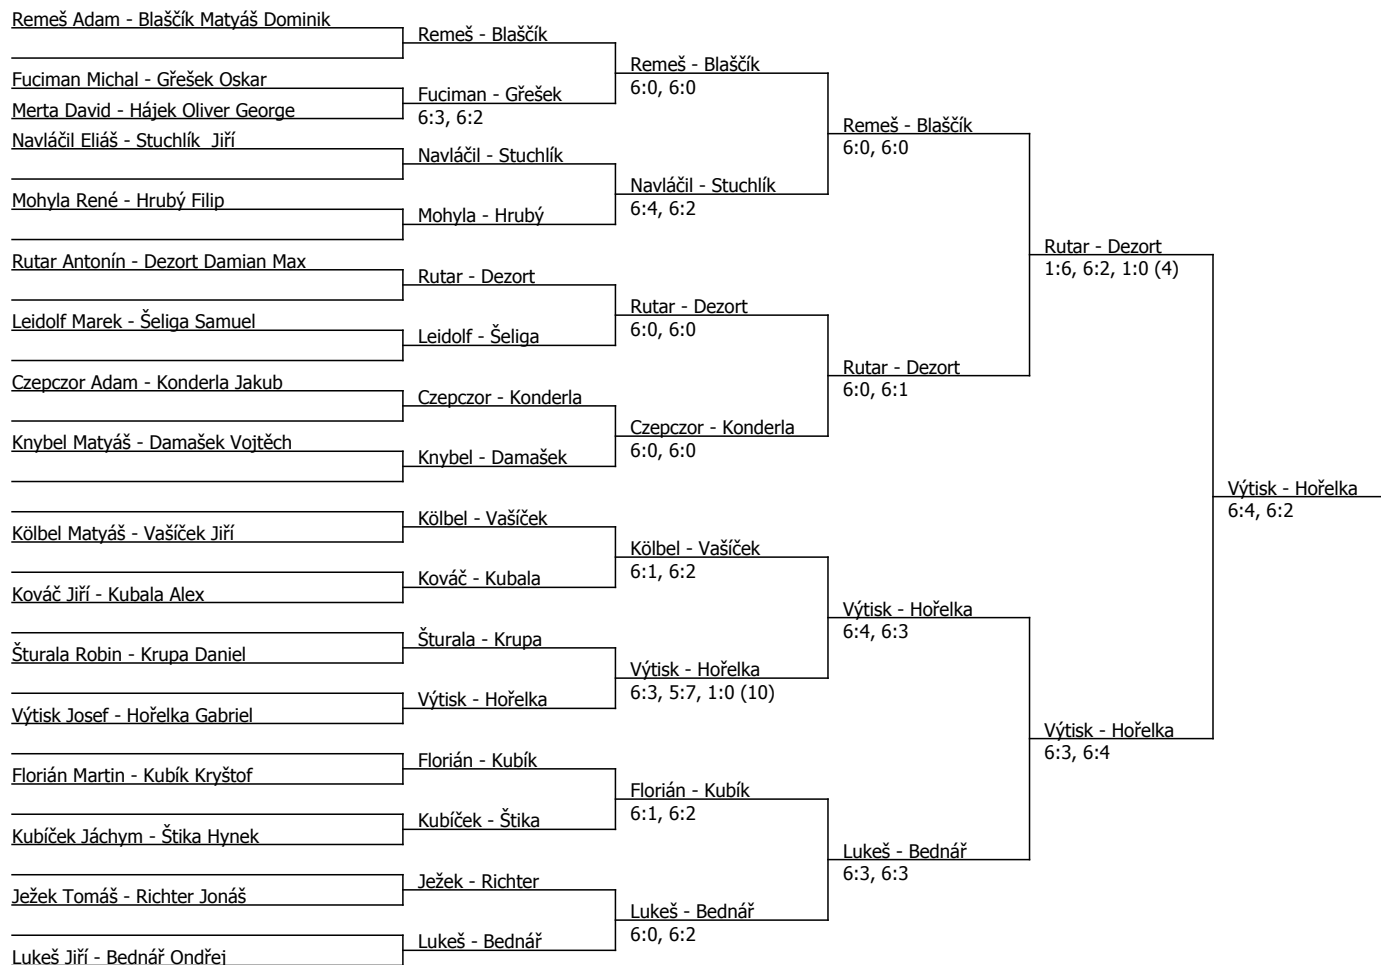 Remeš Adam - Blaščík Matyáš Dominik
Fuciman Michal - Gřešek Oskar
Merta David - Hájek Oliver George
Navláčil Eliáš - Stuchlík  Jiří
Mohyla René - Hrubý Filip
Rutar Antonín - Dezort Damian Max
Leidolf Marek - Šeliga Samuel
Czepczor Adam - Konderla Jakub
Knybel Matyáš - Damašek Vojtěch
Kölbel Matyáš - Vašíček Jiří
Kováč Jiří - Kubala Alex
Šturala Robin - Krupa Daniel
Výtisk Josef - Hořelka Gabriel
Florián Martin - Kubík Kryštof
Kubíček Jáchym - Štika Hynek
Ježek Tomáš - Richter Jonáš
Lukeš Jiří - Bednář Ondřej
Remeš - Blaščík
Fuciman - Gřešek
6:3, 6:2
Navláčil - Stuchlík
Mohyla - Hrubý
Rutar - Dezort
Leidolf - Šeliga
Czepczor - Konderla
Knybel - Damašek
Kölbel - Vašíček
Kováč - Kubala
Šturala - Krupa
Výtisk - Hořelka
Florián - Kubík
Kubíček - Štika
Ježek - Richter
Lukeš - Bednář
Remeš - Blaščík
6:0, 6:0
Navláčil - Stuchlík
6:4, 6:2
Rutar - Dezort
6:0, 6:0
Czepczor - Konderla
6:0, 6:0
Kölbel - Vašíček
6:1, 6:2
Výtisk - Hořelka
6:3, 5:7, 1:0 (10)
Florián - Kubík
6:1, 6:2
Lukeš - Bednář
6:0, 6:2
Remeš - Blaščík
6:0, 6:0
Rutar - Dezort
6:0, 6:1
Výtisk - Hořelka
6:4, 6:3
Lukeš - Bednář
6:3, 6:3
Rutar - Dezort
1:6, 6:2, 1:0 (4)
Výtisk - Hořelka
6:3, 6:4
Výtisk - Hořelka
6:4, 6:2